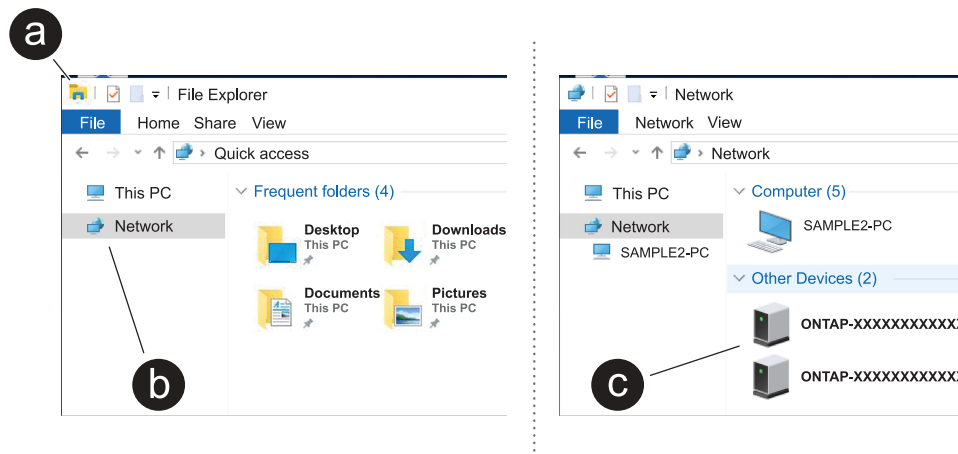 a
File Explorer
File Home Share View
Quick access
This PC
Network
Frequent folders (4)
Desktop
This PC
Downloads
This PC
Documents
This PC
Pictures
This PC
b
Network
File Network View
Network
This PC
Network
SAMPLE2-PC
Computer (5)
SAMPLE2-PC
Other Devices (2)
ONTAP-XXXXXXXXXXX
ONTAP-XXXXXXXXXXX
c